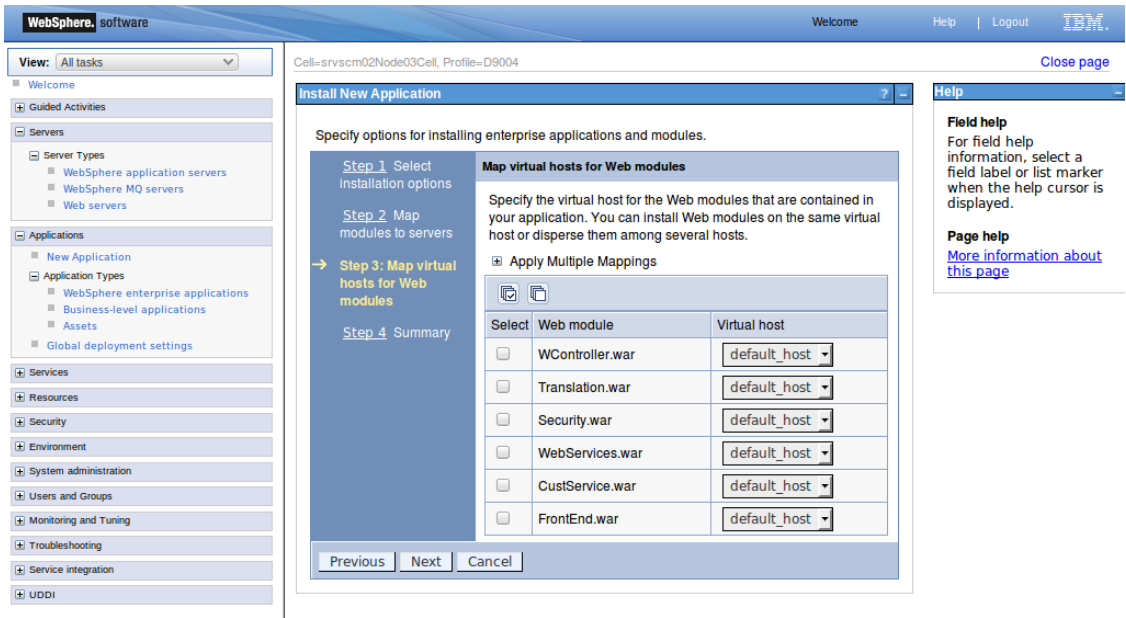 WebSphere. software
Welcome
Help | Logout
IBM.
View: All tasks
Welcome
Guided Activities
Servers
Server Types
WebSphere application servers
WebSphere MQ servers
Web servers
Applications
New Application
Application Types
WebSphere enterprise applications
Business-level applications
Assets
Global deployment settings
Services
Resources
Security
Environment
System administration
Users and Groups
Monitoring and Tuning
Troubleshooting
Service integration
UDDI
Cell=srvscm02Node03Cell, Profile=D9004
Close page
Install New Application
? –
Specify options for installing enterprise applications and modules.
Step 1 Select
installation options
Step 2 Map
modules to servers
Step 3: Map virtual
hosts for Web
modules
Step 4 Summary
Map virtual hosts for Web modules
Specify the virtual host for the Web modules that are contained in
your application. You can install Web modules on the same virtual
host or disperse them among several hosts.
Apply Multiple Mappings
Select Web module Virtual host
WController.war default_host
Translation.war default_host
Security.war default_host
WebServices.war default_host
CustService.war default_host
FrontEnd.war default_host
Previous Next Cancel
Help
Field help
For field help
information, select a
field label or list marker
when the help cursor is
displayed.
Page help
More information about
this page